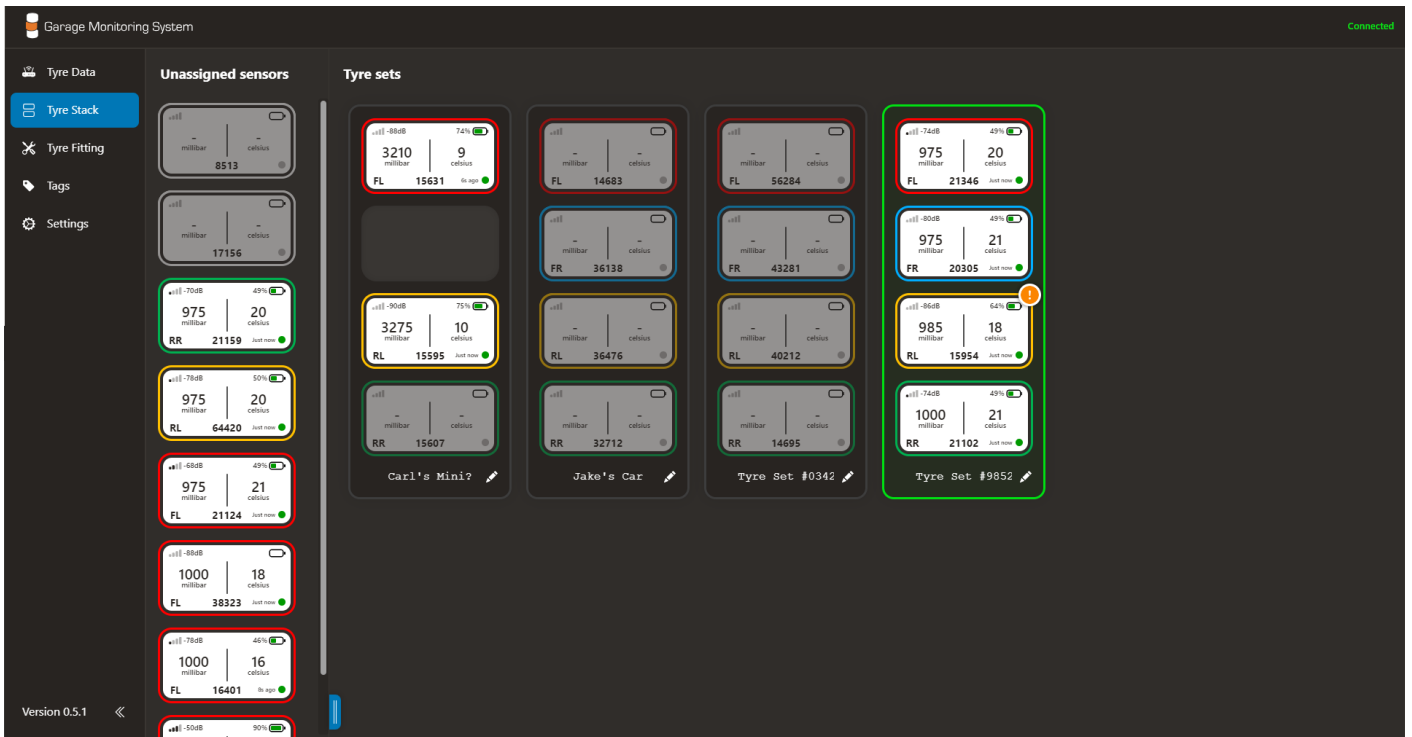 Garage Monitoring System
Connected
Tyre Data
Tyre Stack
Tyre Fitting
Tags
Settings
Version 0.5.1
Unassigned sensors
- -
millibar celsius
8513
- -
millibar celsius
17156
-70dB 49%
975 20
millibar celsius
RR 21159 Just now
-78dB 50%
975 20
millibar celsius
RL 64420 Just now
-68dB 49%
975 21
millibar celsius
FL 21124 Just now
-88dB
1000 18
millibar celsius
FL 38323 Just now
-78dB 46%
1000 16
millibar celsius
FL 16401 8s ago
-50dB 90%
Tyre sets
-88dB 74%
3210 9
millibar celsius
FL 15631 6s ago
-90dB 75%
3275 10
millibar celsius
RL 15595 Just now
- -
millibar celsius
RR 15607
Carl's Mini?
- -
millibar celsius
FL 14683
- -
millibar celsius
FR 36138
- -
millibar celsius
RL 36476
- -
millibar celsius
RR 32712
Jake's Car
- -
millibar celsius
FL 56284
- -
millibar celsius
FR 43281
- -
millibar celsius
RL 40212
- -
millibar celsius
RR 14695
Tyre Set #0342
-74dB 49%
975 20
millibar celsius
FL 21346 Just now
-80dB 49%
975 21
millibar celsius
FR 20305 Just now
!
-86dB 64%
985 18
millibar celsius
RL 15954 Just now
-74dB 49%
1000 21
millibar celsius
RR 21102 Just now
Tyre Set #9852